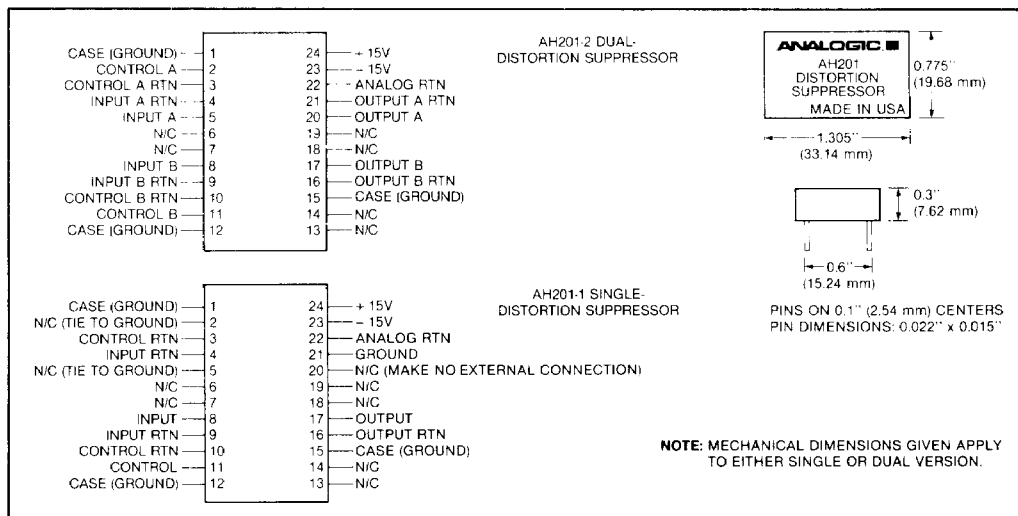 CASE (GROUND) 1 24 + 15V
CONTROL A 2 23 - 15V
CONTROL A RTN 3 22 ANALOG RTN
INPUT A RTN 4 21 OUTPUT A RTN
INPUT A 5 20 OUTPUT A
N/C 6 19 N/C
N/C 7 18 N/C
INPUT B 8 17 OUTPUT B
INPUT B RTN 9 16 OUTPUT B RTN
CONTROL B RTN 10 15 CASE (GROUND)
CONTROL B 11 14 N/C
CASE (GROUND) 12 13 N/C
AH201-2 DUAL-
DISTORTION SUPPRESSOR
ANALOGIC
AH201
DISTORTION
SUPPRESSOR
MADE IN USA
0.775"
(19.68 mm)
1.305"
(33.14 mm)
0.3"
(7.62 mm)
0.6"
(15.24 mm)
PINS ON 0.1" (2.54 mm) CENTERS
PIN DIMENSIONS: 0.022" x 0.015"
CASE (GROUND) 1 24 + 15V
N/C (TIE TO GROUND) 2 23 - 15V
CONTROL RTN 3 22 ANALOG RTN
INPUT RTN 4 21 GROUND
N/C (TIE TO GROUND) 5 20 N/C (MAKE NO EXTERNAL CONNECTION)
N/C 6 19 N/C
N/C 7 18 N/C
INPUT 8 17 OUTPUT
INPUT RTN 9 16 OUTPUT RTN
CONTROL RTN 10 15 CASE (GROUND)
CONTROL 11 14 N/C
CASE (GROUND) 12 13 N/C
AH201-1 SINGLE-
DISTORTION SUPPRESSOR
NOTE: MECHANICAL DIMENSIONS GIVEN APPLY
TO EITHER SINGLE OR DUAL VERSION.